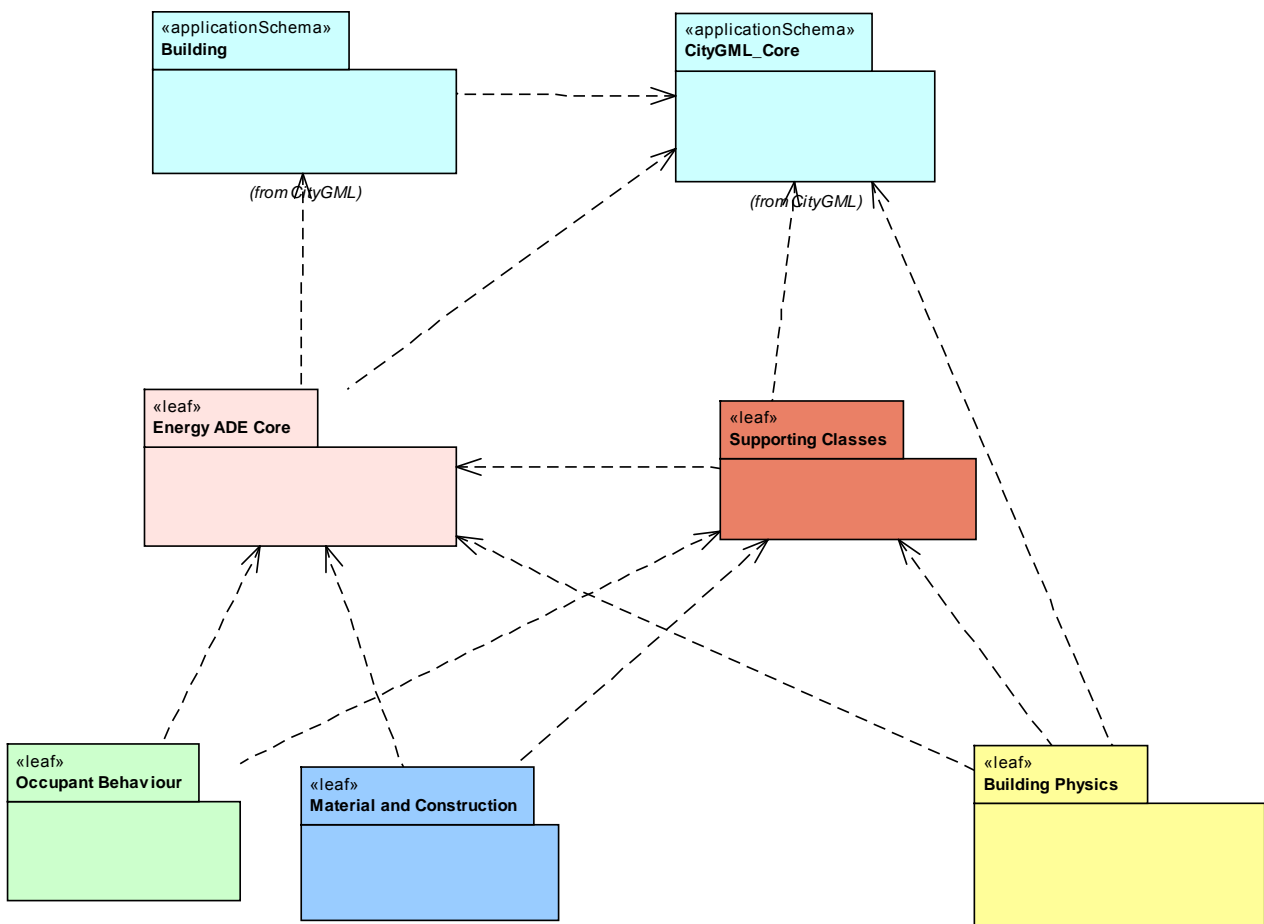 «applicationSchema»
Building
«applicationSchema»
CityGML_Core
(from CityGML)
(from CityGML)
«leaf»
Energy ADE Core
«leaf»
Supporting Classes
«leaf»
Occupant Behaviour
«leaf»
Material and Construction
«leaf»
Building Physics